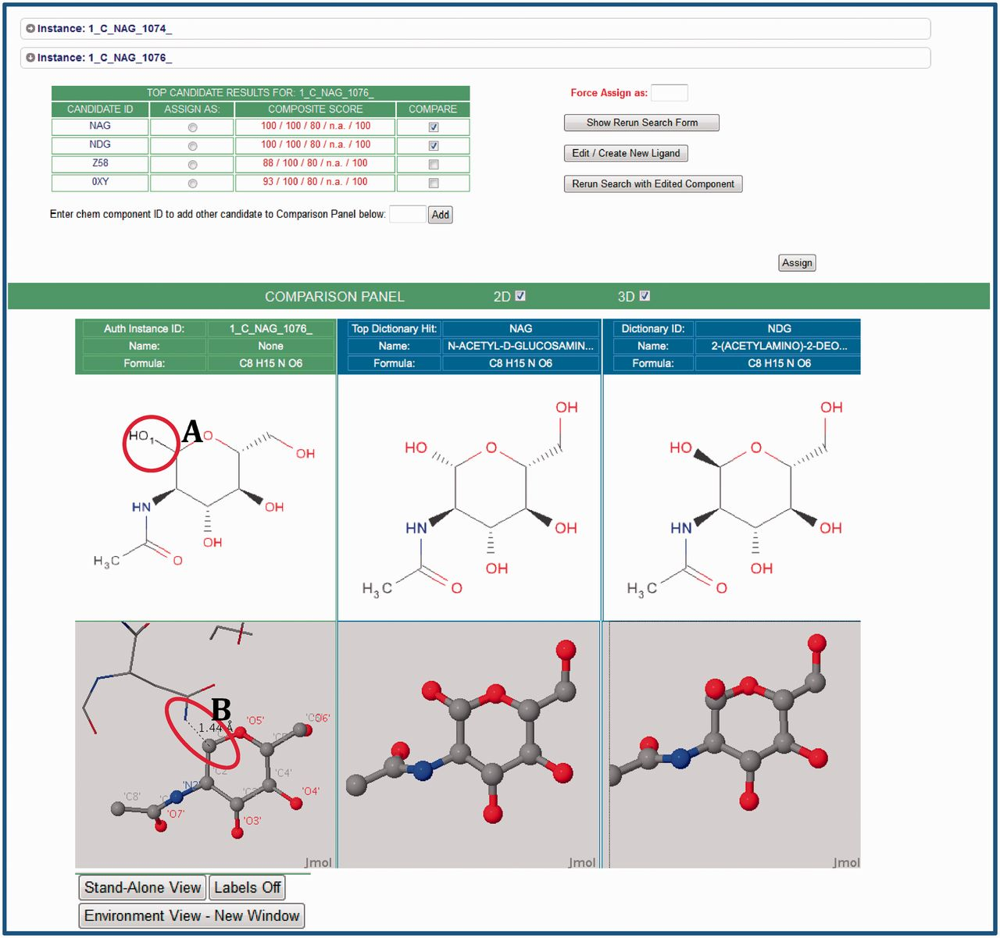 Instance: 1_C_NAG_1074_
Instance: 1_C_NAG_1076_
TOP CANDIDATE RESULTS FOR: 1_C_NAG_1076_
CANDIDATE ID ASSIGN AS: COMPOSITE SCORE COMPARE
NAG 100 / 100 / 80 / n.a. / 100
NDG 100 / 100 / 80 / n.a. / 100
Z58 88 / 100 / 80 / n.a. / 100
0XY 93 / 100 / 80 / n.a. / 100
Force Assign as:
Show Rerun Search Form
Edit / Create New Ligand
Rerun Search with Edited Component
Enter chem component ID to add other candidate to Comparison Panel below: Add
Assign
COMPARISON PANEL 2D 3D
Auth Instance ID: 1_C_NAG_1076_
Name: None
Formula: C8 H15 N O6
Top Dictionary Hit: NAG
Name: N-ACETYL-D-GLUCOSAMIN...
Formula: C8 H15 N O6
Dictionary ID: NDG
Name: 2-(ACETYLAMINO)-2-DEO...
Formula: C8 H15 N O6
HO1 A O
OH
HN OH
OH
H3C O
OH
HO O
HN OH
OH
H3C O
OH
HO O
HN OH
OH
H3C O
B
1.44 Å 'O5' 'O6'
'C2 'C4'
'N2' 'O4'
'C8' 'O7' 'O3'
Jmol
Jmol
Jmol
Stand-Alone View Labels Off
Environment View - New Window